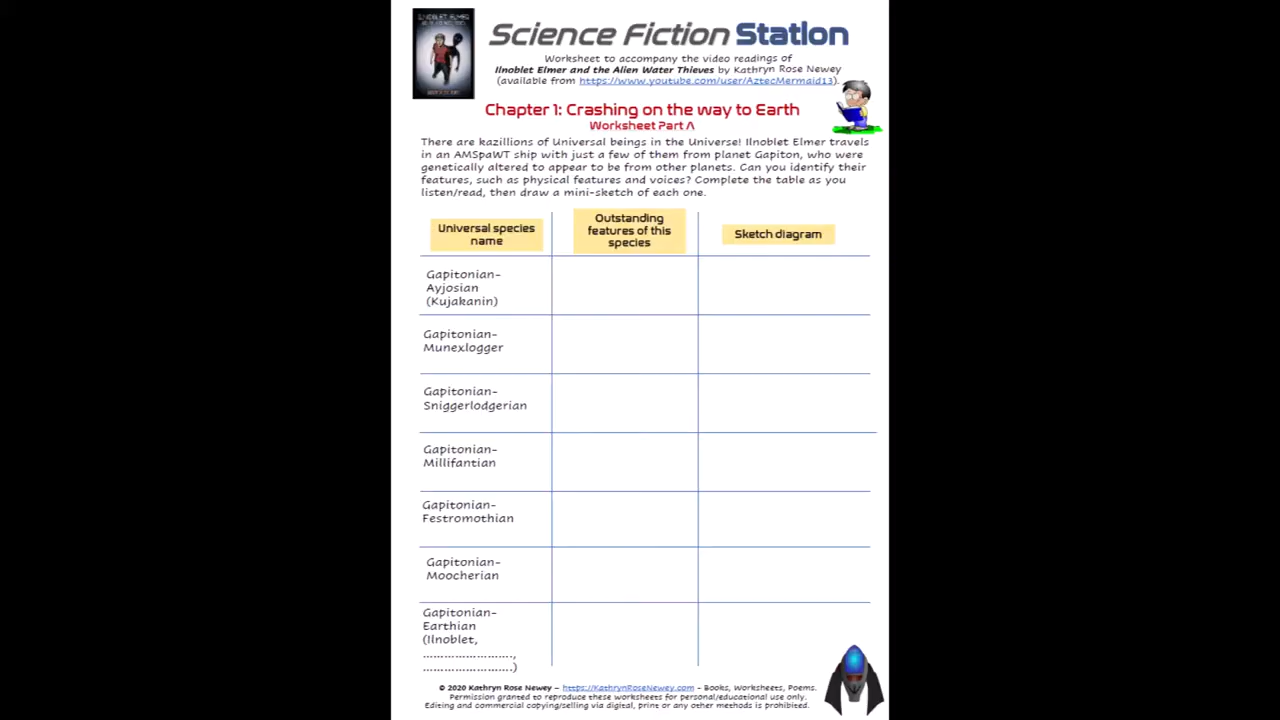 ILNOBLET ELMER
Science Fiction Station
Worksheet to accompany the video readings of
Ilnoblet Elmer and the Alien Water Thieves by Kathryn Rose Newey
(available from https://www.youtube.com/user/AztecMermaid13).
Chapter 1: Crashing on the way to Earth
Worksheet Part A
There are kazillions of Universal beings in the Universe! Ilnoblet Elmer travels
in an AMSpaWT ship with just a few of them from planet Gapiton, who were
genetically altered to appear to be from other planets. Can you identify their
features, such as physical features and voices? Complete the table as you
listen/read, then draw a mini-sketch of each one.
Universal species
name
Outstanding
features of this
species
Sketch diagram
Gapitonian-
Ayjosian
(Kujakanin)
Gapitonian-
Munexlogger
Gapitonian-
Sniggerlodgerian
Gapitonian-
Millifantian
Gapitonian-
Festromothian
Gapitonian-
Moocherian
Gapitonian-
Earthian
(Ilnoblet,
........................,
........................)
© 2020 Kathryn Rose Newey – https://KathrynRoseNewey.com – Books, Worksheets, Poems.
Permission granted to reproduce these worksheets for personal/educational use only.
Editing and commercial copying/selling via digital, print or any other methods is prohibited.